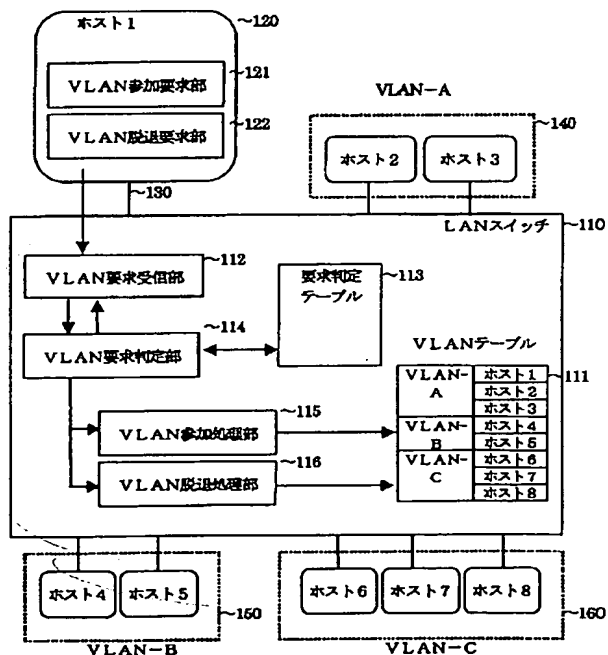 ホスト1
120
VLAN参加要求部
121
VLAN脱退要求部
122
130
VLAN-A
140
ホスト2
ホスト3
LANスイッチ
110
VLAN要求受信部
112
要求判定
テーブル
113
VLAN要求判定部
114
VLANテーブル
111
VLAN-
A
ホスト1
ホスト2
ホスト3
VLAN-
B
ホスト4
ホスト5
VLAN-
C
ホスト6
ホスト7
ホスト8
VLAN参加処理部
115
VLAN脱退処理部
116
ホスト4
ホスト5
150
VLAN-B
ホスト6
ホスト7
ホスト8
160
VLAN-C